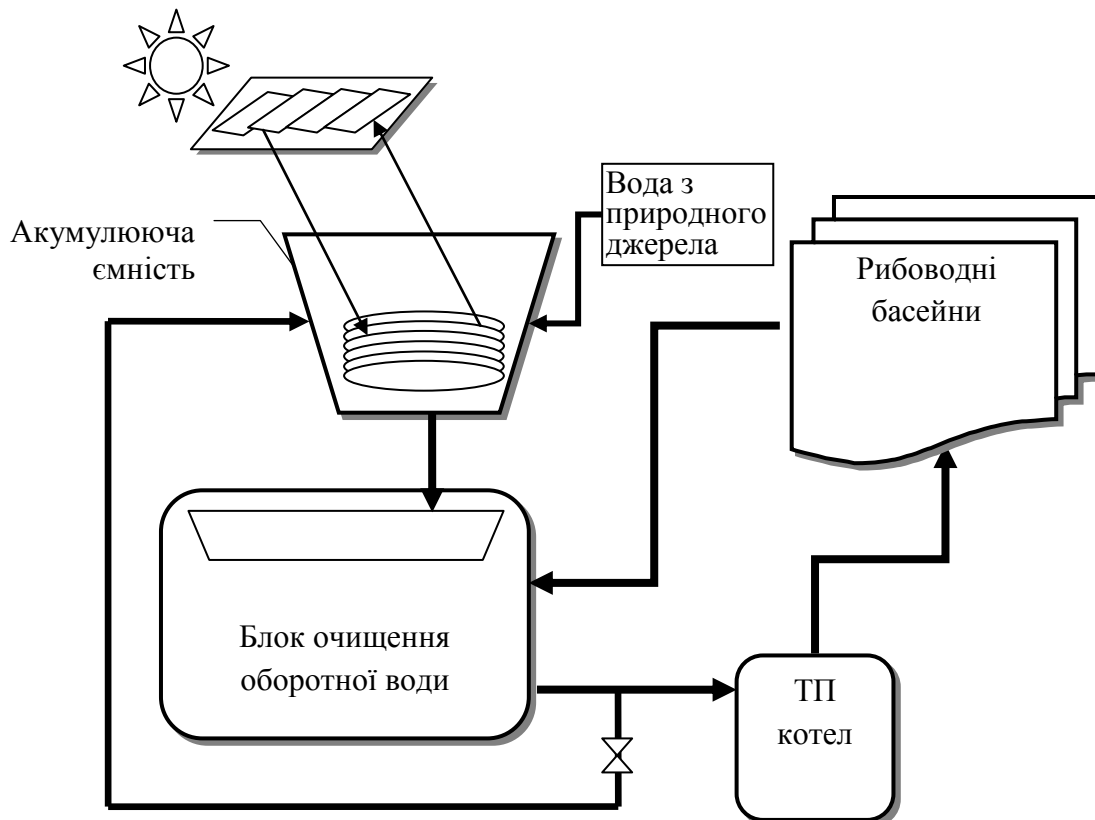 Вода з
природного
джерела
Акумулююча
ємність
Рибоводні
басейни
Блок очищення
оборотної води
ТП
котел